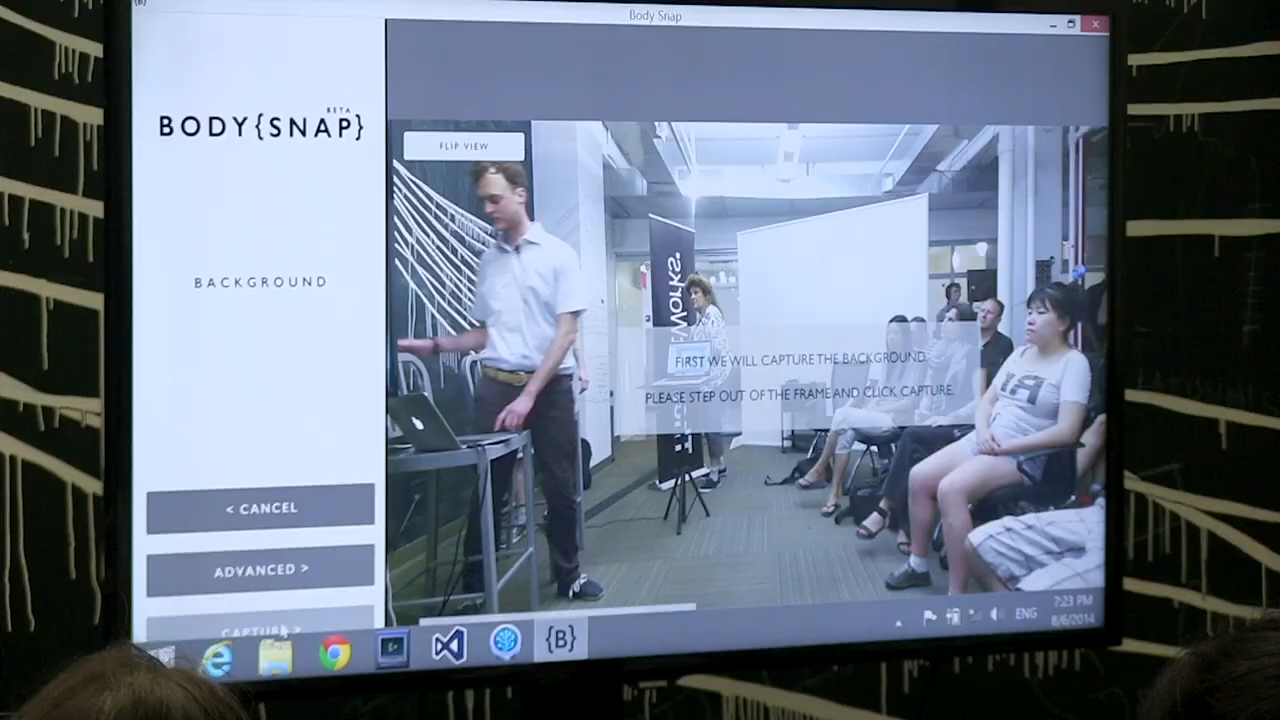 Body Snap
BETA
BODY{SNAP}
FLIP VIEW
BACKGROUND
FIRST WE WILL CAPTURE THE BACKGROUND.
PLEASE STEP OUT OF THE FRAME AND CLICK CAPTURE.
< CANCEL
ADVANCED >
CAPTURE >
{B}
ENG
7:23 PM
8/6/2014